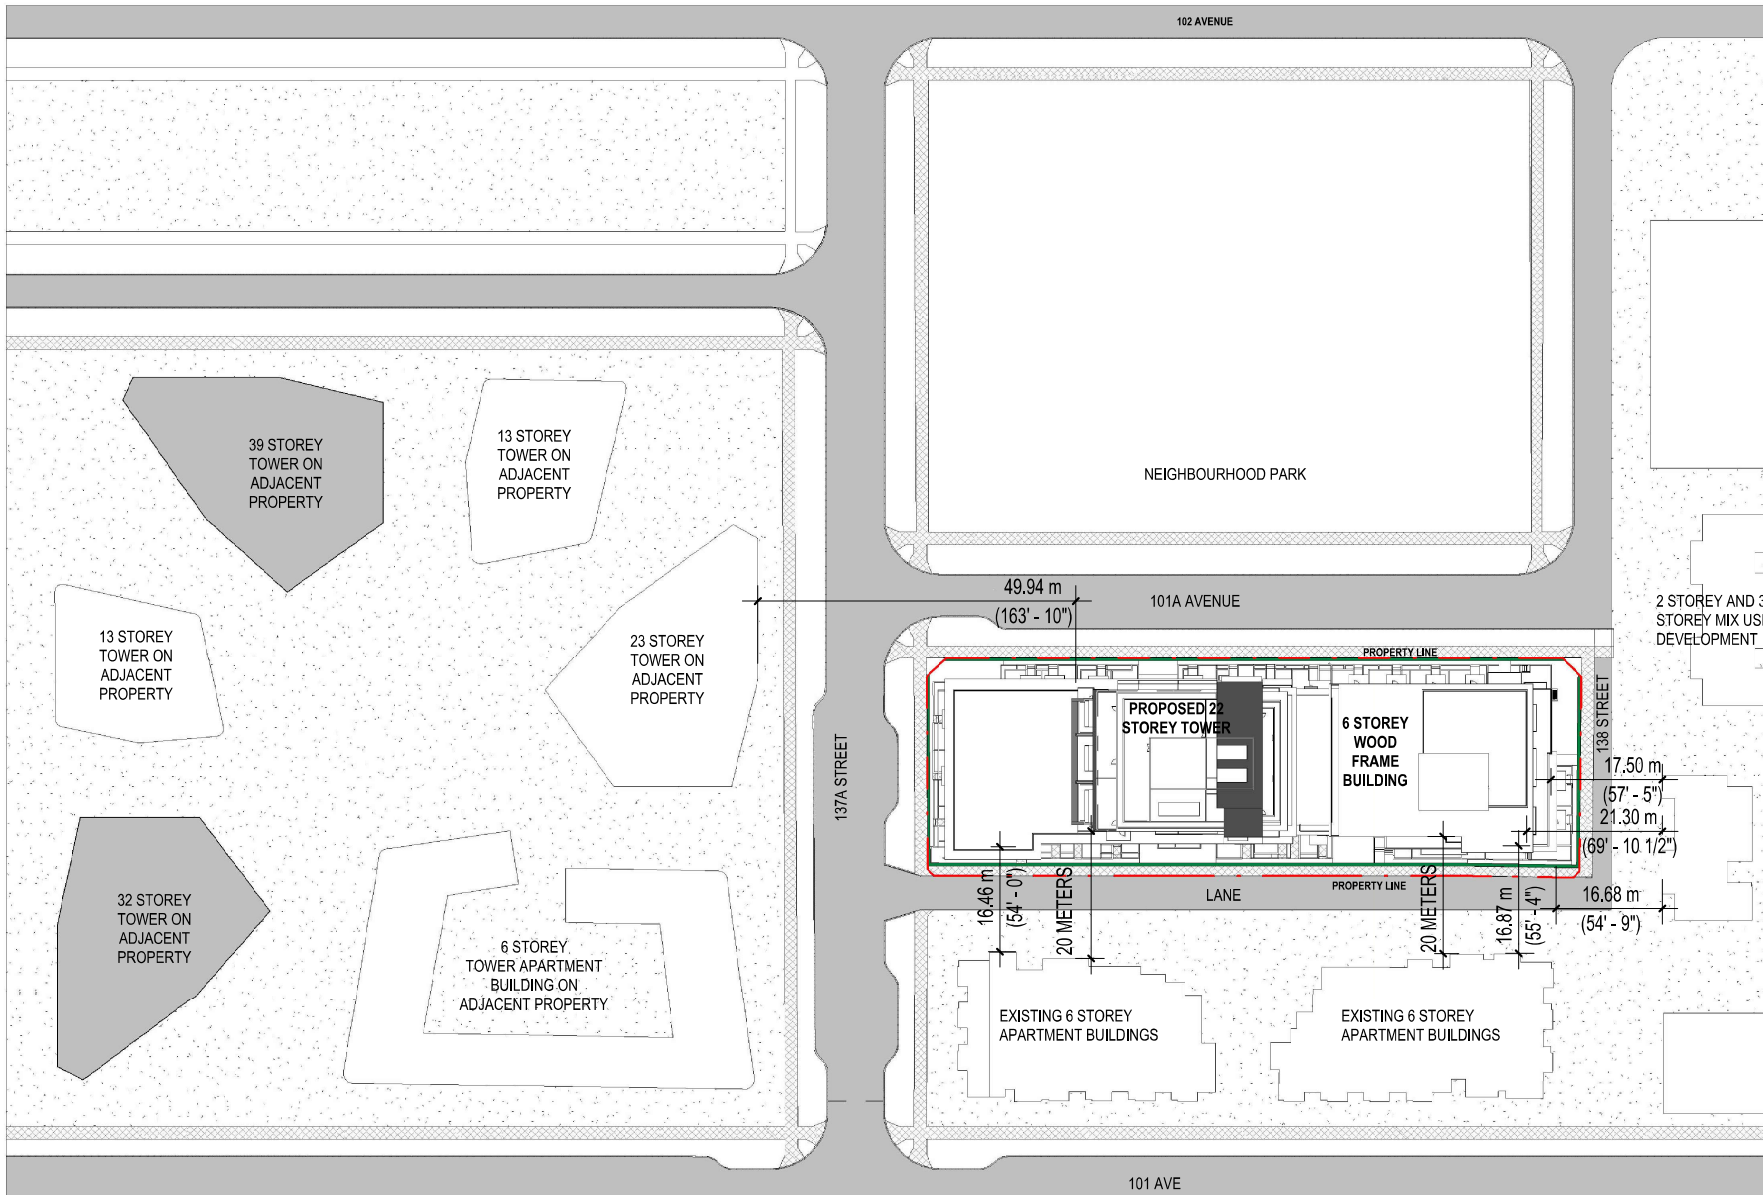 102 AVENUE
39 STOREY
TOWER ON
ADJACENT
PROPERTY
13 STOREY
TOWER ON
ADJACENT
PROPERTY
NEIGHBOURHOOD PARK
49.94 m
(163' - 10")
101A AVENUE
2 STOREY AND 3
STOREY MIX US
DEVELOPMENT
13 STOREY
TOWER ON
ADJACENT
PROPERTY
23 STOREY
TOWER ON
ADJACENT
PROPERTY
PROPERTY LINE
PROPOSED 22
STOREY TOWER
6 STOREY
WOOD
FRAME
BUILDING
138 STREET
137A STREET
17.50 m
(57' - 5")
21.30 m
(69' - 10 1/2")
16.46 m
(54' - 0")
20 METERS
LANE
PROPERTY LINE
20 METERS
16.87 m
(55' - 4")
16.68 m
(54' - 9")
32 STOREY
TOWER ON
ADJACENT
PROPERTY
6 STOREY
TOWER APARTMENT
BUILDING ON
ADJACENT PROPERTY
EXISTING 6 STOREY
APARTMENT BUILDINGS
EXISTING 6 STOREY
APARTMENT BUILDINGS
101 AVE